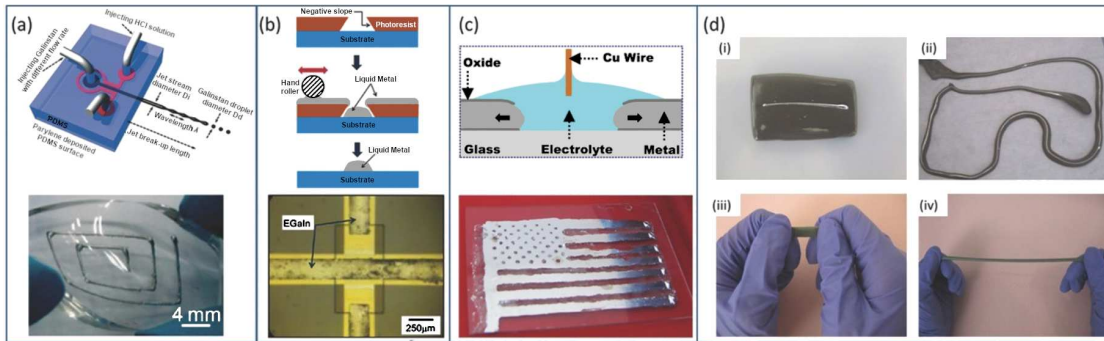 (a)
Injecting HCl solution
Injecting Galinstan
with different flow rate
Jet stream
diameter Di
Wavelength λ
Galinstan droplet
diameter Dd
Jet break-up length
PDMS
Parylene deposited
PDMS surface
4 mm
(b)
Negative slope
Photoresist
Substrate
Hand
roller
Liquid Metal
Substrate
Liquid Metal
Substrate
EGaIn
250μm
(c)
Oxide
Cu Wire
Glass
Electrolyte
Metal
(d)
(i)
(ii)
(iii)
(iv)